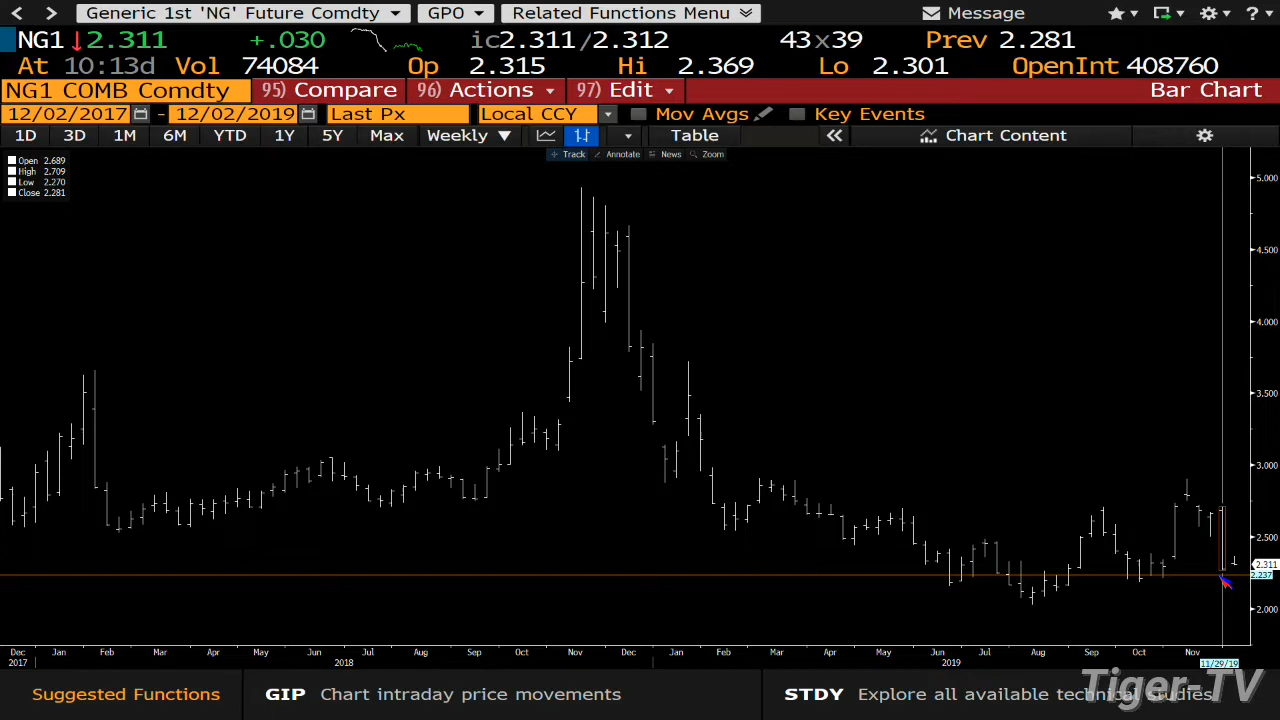 Generic 1st 'NG' Future Comdty GPO Related Functions Menu Message ?
NG1 2.311 +.030 ic2.311/2.312 43x39 Prev 2.281
At 10:13d Vol 74084 Op 2.315 Hi 2.369 Lo 2.301 OpenInt 408760
NG1 COMB Comdty 95) Compare 96) Actions 97) Edit Bar Chart
12/02/2017 - 12/02/2019 Last Px Local CCY Mov Avgs Key Events
1D 3D 1M 6M YTD 1Y 5Y Max Weekly Table Chart Content
Track Annotate News Zoom
Open 2.689
High 2.709
Low 2.270
Close 2.281
5.000
4.500
4.000
3.500
3.000
2.500
2.311
2.237
2.000
Dec Jan Feb Mar Apr May Jun Jul Aug Sep Oct Nov Dec Jan Feb Mar Apr May Jun Jul Aug Sep Oct Nov
2017 2018 2019 11/29/19
Suggested Functions GIP Chart intraday price movements STDY Explore all available technical studies
Tiger-TV